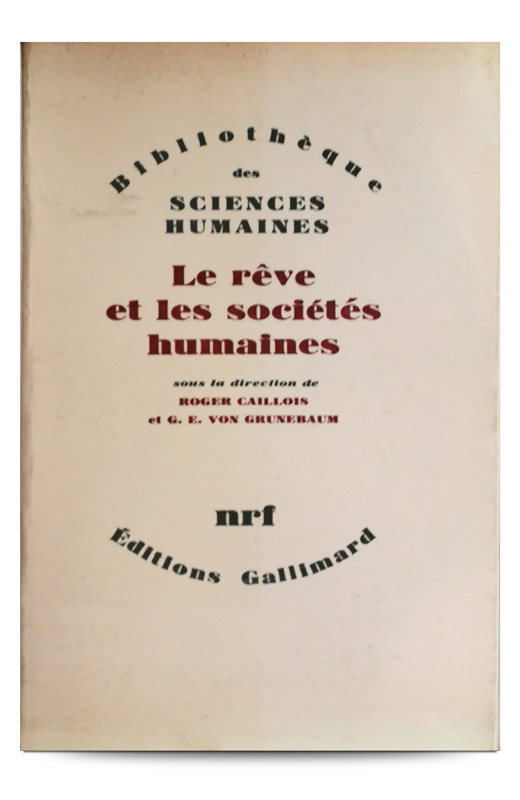 Bibliothèque
des
SCIENCES
HUMAINES
Le rêve
et les sociétés
humaines
sous la direction de
ROGER CAILLOIS
et G. E. VON GRUNEBAUM
nrf
Éditions Gallimard